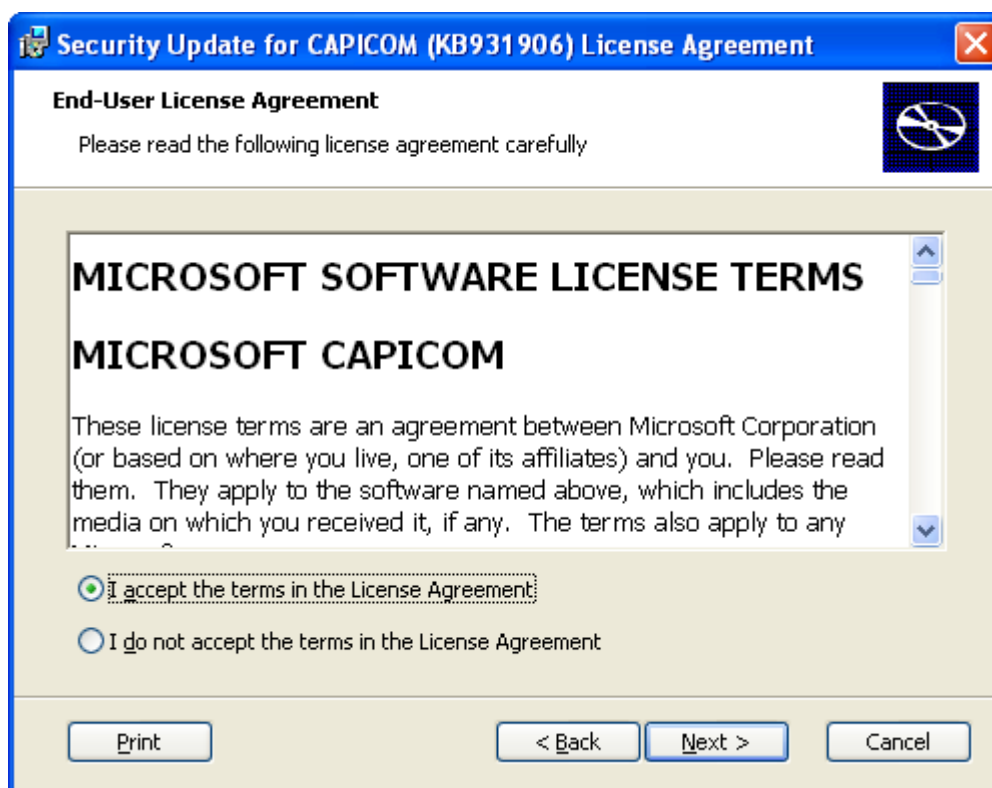 Security Update for CAPICOM (KB931906) License Agreement
End-User License Agreement
Please read the following license agreement carefully
MICROSOFT SOFTWARE LICENSE TERMS
MICROSOFT CAPICOM
These license terms are an agreement between Microsoft Corporation
(or based on where you live, one of its affiliates) and you.  Please read
them.  They apply to the software named above, which includes the
media on which you received it, if any.  The terms also apply to any
I accept the terms in the License Agreement
I do not accept the terms in the License Agreement
Print
< Back
Next >
Cancel